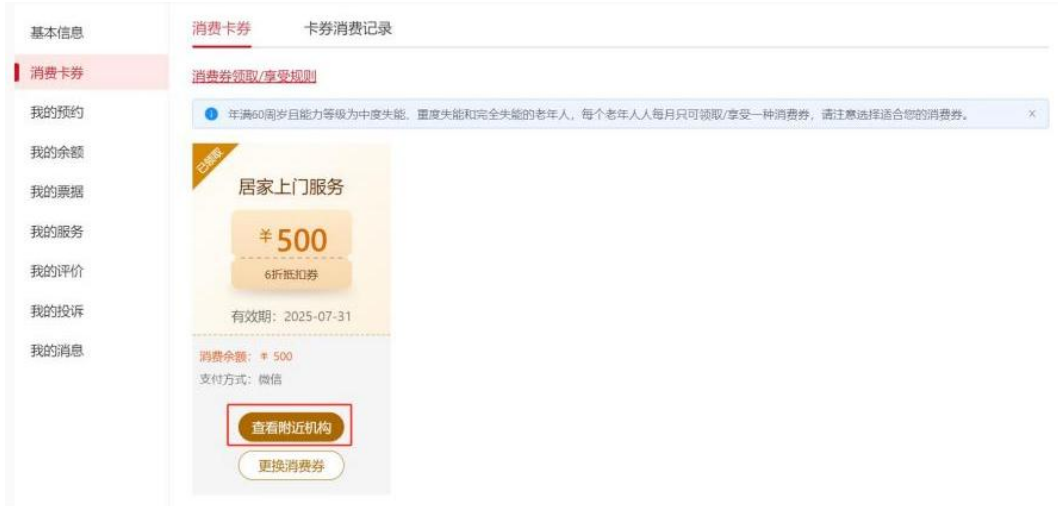 消费卡券 卡券消费记录
基本信息
消费卡券
我的预约
我的余额
我的票据
我的服务
我的评价
我的投诉
我的消息
消费券领取/享受规则
年满60周岁且能力等级为中度失能、重度失能和完全失能的老年人，每个老年人人每月只可领取/享受一种消费券，请注意选择适合您的消费券。
已领取
居家上门服务
¥500
6折抵扣券
有效期：2025-07-31
消费余额：¥ 500
支付方式：微信
查看附近机构
更换消费券